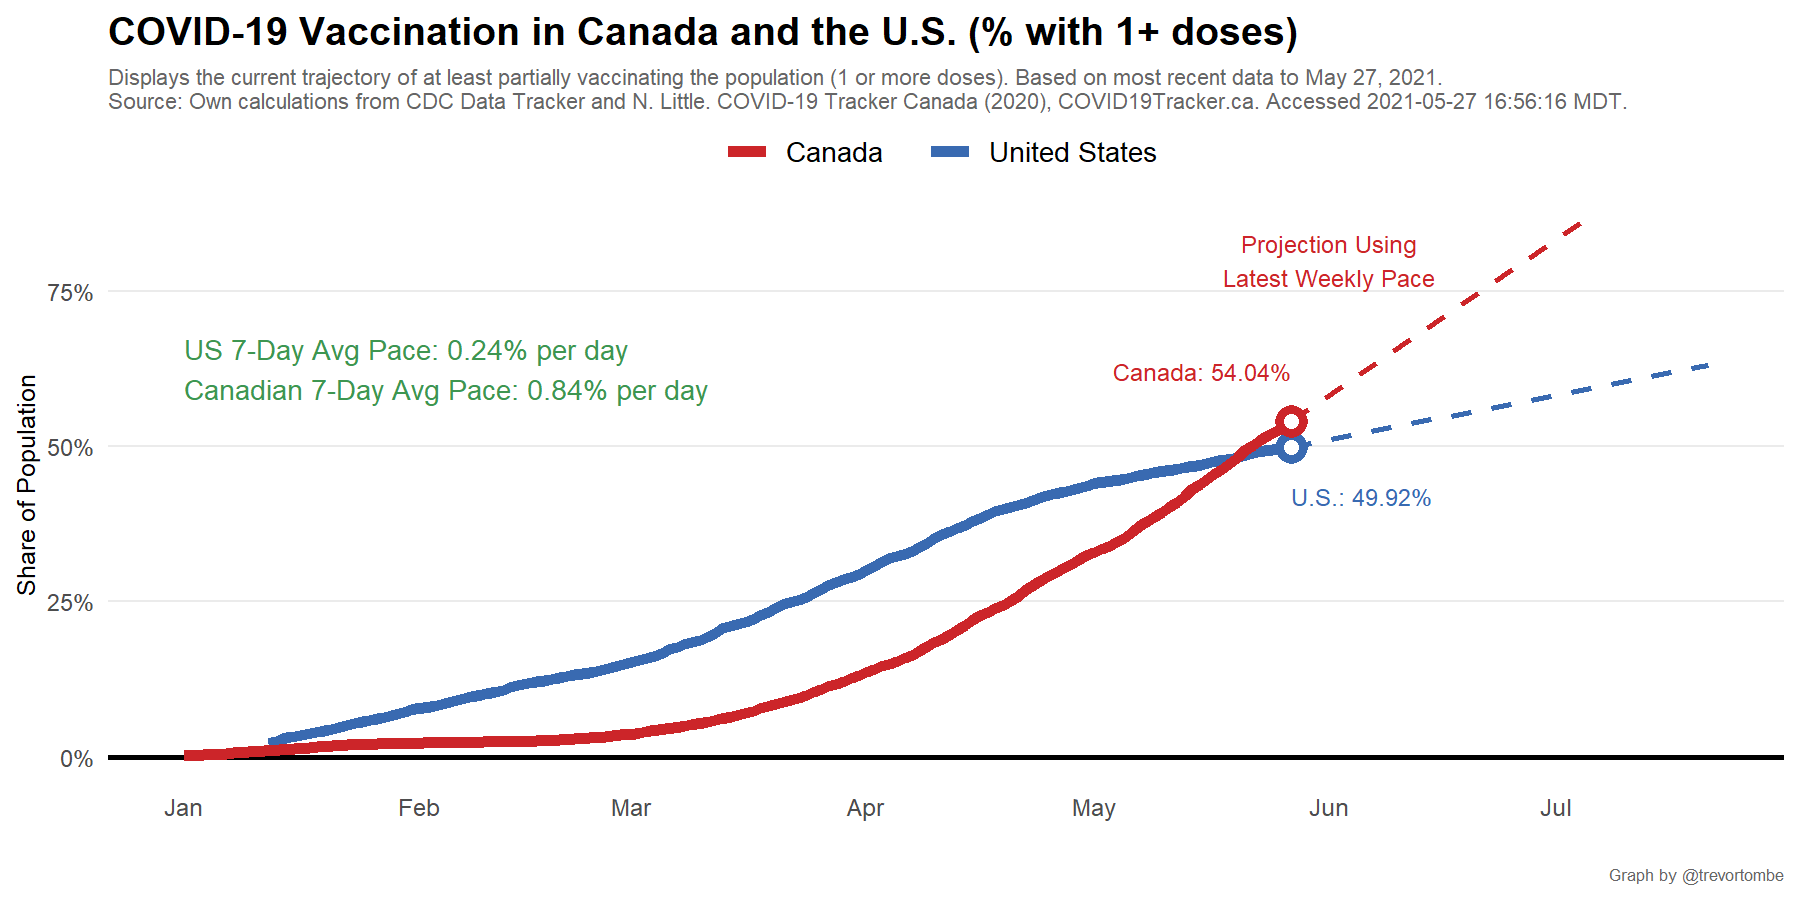 COVID-19 Vaccination in Canada and the U.S. (% with 1+ doses)
Displays the current trajectory of at least partially vaccinating the population (1 or more doses). Based on most recent data to May 27, 2021.
Source: Own calculations from CDC Data Tracker and N. Little. COVID-19 Tracker Canada (2020), COVID19Tracker.ca. Accessed 2021-05-27 16:56:16 MDT.
Canada
United States
Projection Using
Latest Weekly Pace
75%
US 7-Day Avg Pace: 0.24% per day
Canadian 7-Day Avg Pace: 0.84% per day
Canada: 54.04%
Share of Population
50%
U.S.: 49.92%
25%
0%
Jan
Feb
Mar
Apr
May
Jun
Jul
Graph by @trevortombe